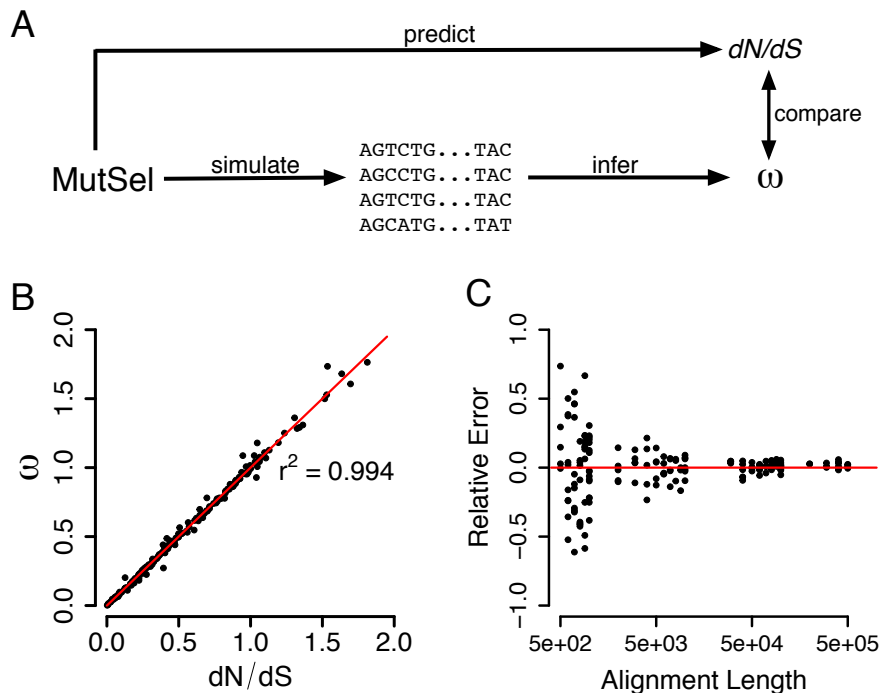 A
predict
dN/dS
compare
MutSel
simulate
AGTCTG...TAC
AGCCTG...TAC
AGTCTG...TAC
AGCATG...TAT
infer
ω
B
ω
2.0
1.5
1.0
0.5
0.0
r² = 0.994
0.0 0.5 1.0 1.5 2.0
dN/dS
C
Relative Error
1.0
0.5
0.0
−0.5
−1.0
5e+02 5e+03 5e+04 5e+05
Alignment Length